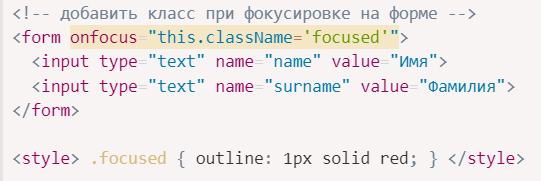 <!-- добавить класс при фокусировке на форме -->
<form onfocus="this.className='focused'">
  <input type="text" name="name" value="Имя">
  <input type="text" name="surname" value="Фамилия">
</form>

<style> .focused { outline: 1px solid red; } </style>